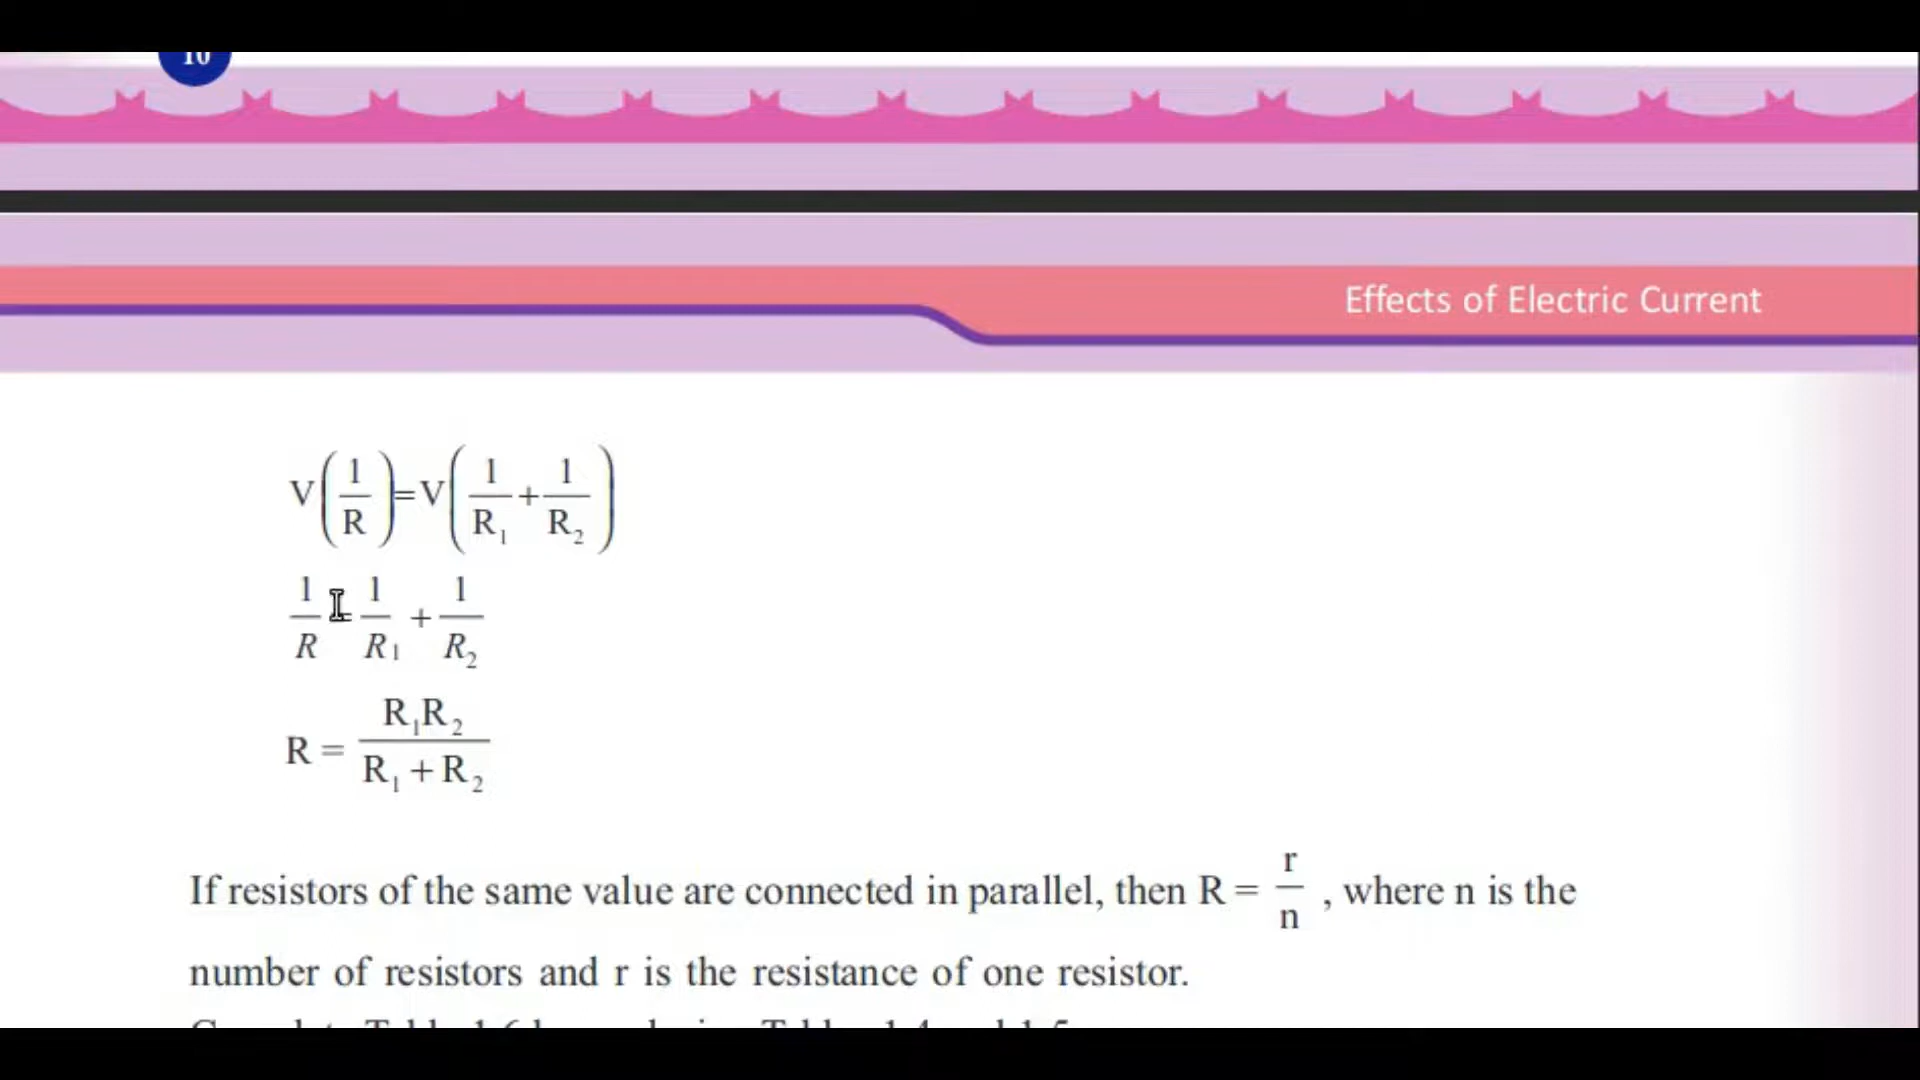 10
Effects of Electric Current
V(1/R)=V(1/R₁+1/R₂)
1/R = 1/R₁ + 1/R₂
R = R₁R₂/(R₁+R₂)
If resistors of the same value are connected in parallel, then R = r/n , where n is the
number of resistors and r is the resistance of one resistor.